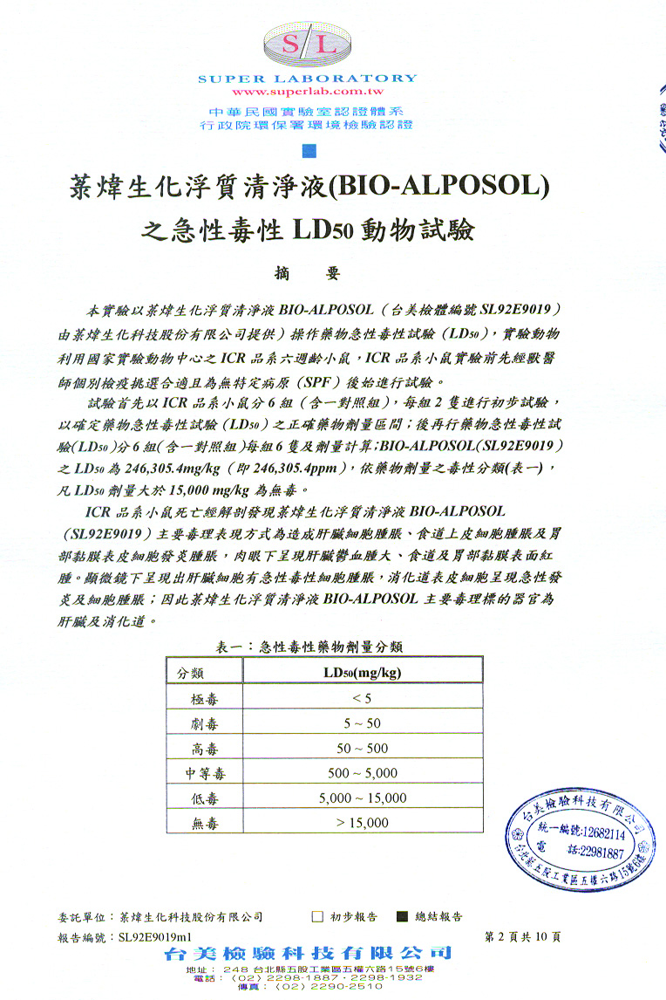 S/L
SUPER LABORATORY
www.superlab.com.tw
中華民國實驗室認證體系
行政院環保署環境檢驗認證
葉煒生化浮質清淨液(BIO-ALPOSOL)
之急性毒性 LD50 動物試驗
摘 要
本實驗以葉煒生化浮質清淨液 BIO-ALPOSOL（台美檢體編號 SL92E9019）
由葉煒生化科技股份有限公司提供）操作藥物急性毒性試驗（LD50），實驗動物
利用國家實驗動物中心之 ICR 品系六週齡小鼠，ICR 品系小鼠實驗前先經獸醫
師個別檢疫挑選合適且為無特定病原（SPF）後始進行試驗。
試驗首先以 ICR 品系小鼠分 6 組（含一對照組），每組 2 隻進行初步試驗，
以確定藥物急性毒性試驗（LD50）之正確藥物劑量區間；後再行藥物急性毒性試
驗(LD50)分 6 組(含一對照組)每組 6 隻及劑量計算;BIO-ALPOSOL(SL92E9019）
之 LD50 為 246,305.4mg/kg（即 246,305.4ppm），依藥物劑量之毒性分類(表一)，
凡 LD50 劑量大於 15,000 mg/kg 為無毒。
ICR 品系小鼠死亡經解剖發現葉煒生化浮質清淨液 BIO-ALPOSOL
（SL92E9019）主要毒理表現方式為造成肝臟細胞腫脹、食道上皮細胞腫脹及胃
部黏膜表皮細胞發炎腫脹，肉眼下呈現肝臟鬱血腫大、食道及胃部黏膜表面紅
腫。顯微鏡下呈現出肝臟細胞有急性毒性細胞腫脹，消化道表皮細胞呈現急性發
炎及細胞腫脹；因此葉煒生化浮質清淨液 BIO-ALPOSOL 主要毒理標的器官為
肝臟及消化道。
表一：急性毒性藥物劑量分類
分類 LD50(mg/kg)
極毒 < 5
劇毒 5 ~ 50
高毒 50 ~ 500
中等毒 500 ~ 5,000
低毒 5,000 ~ 15,000
無毒 > 15,000
台美檢驗科技有限公司
統一編號:12682114
電 話:22981887
台北縣五股工業區五權六路15號6樓
委託單位：葉煒生化科技股份有限公司 □ 初步報告 ■ 總結報告
報告編號：SL92E9019m1 第 2 頁共 10 頁
台美檢驗科技有限公司
地址： 248 台北縣五股工業區五權六路15號6樓
電話：（02）2298-1887・2298-1932
傳真：（02）2290-2510